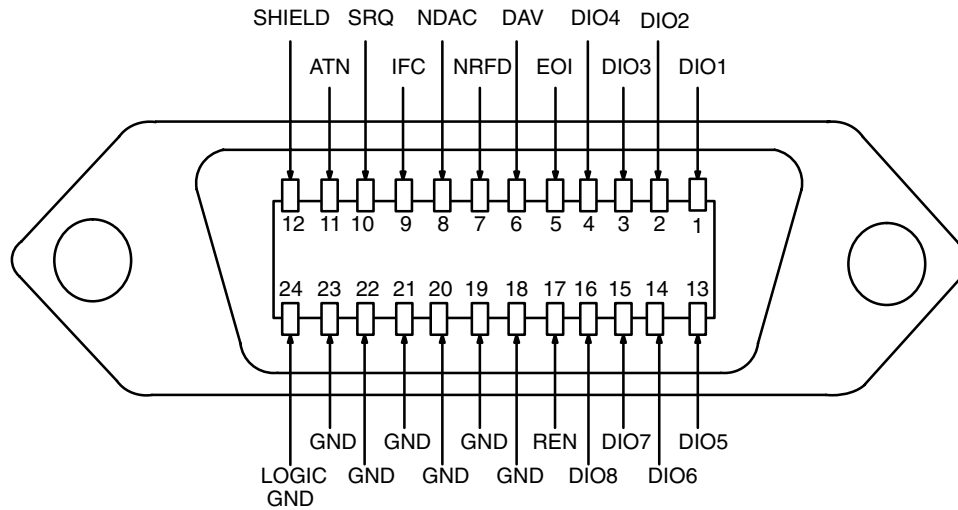 SHIELD SRQ NDAC DAV DIO4 DIO2
ATN IFC NRFD EOI DIO3 DIO1
12 11 10 9 8 7 6 5 4 3 2 1
24 23 22 21 20 19 18 17 16 15 14 13
GND GND GND REN DIO7 DIO5
LOGIC GND GND GND DIO8 DIO6
GND